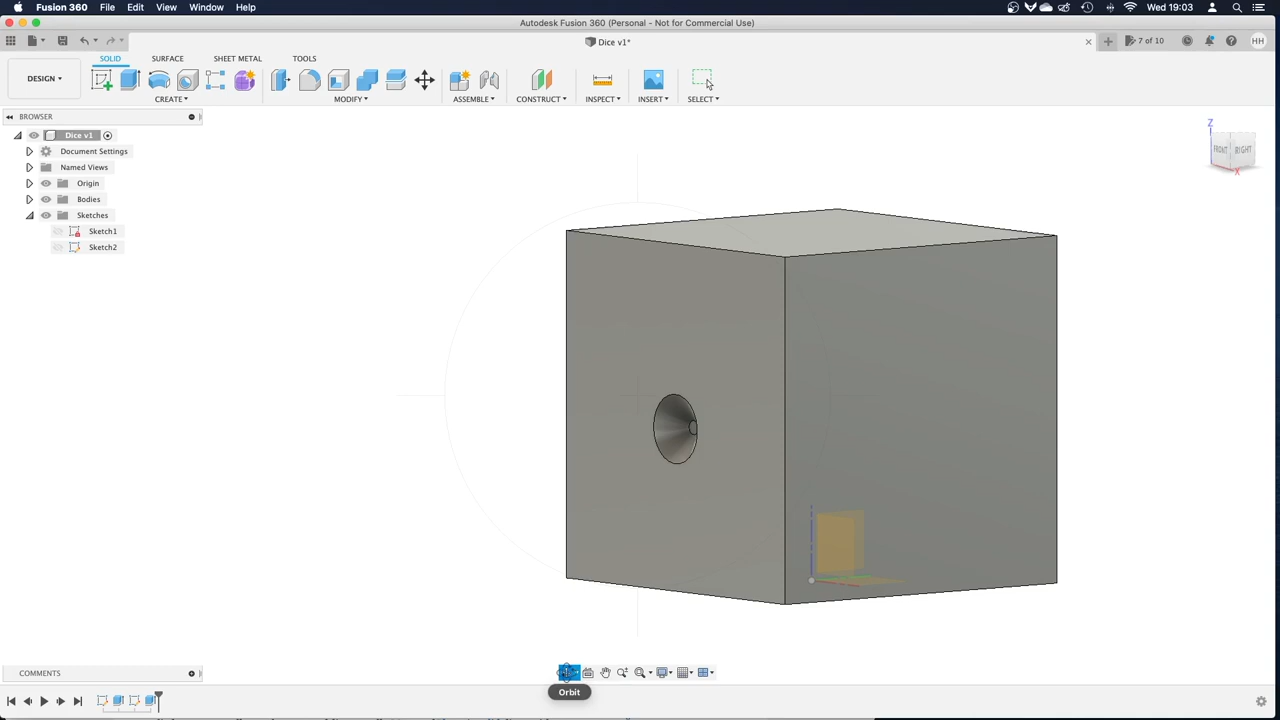 Fusion 360 File Edit View Window Help
Wed 19:03
Autodesk Fusion 360 (Personal - Not for Commercial Use)
Dice v1*
7 of 10
HH
SOLID SURFACE SHEET METAL TOOLS
DESIGN
CREATE MODIFY ASSEMBLE CONSTRUCT INSPECT INSERT SELECT
BROWSER
Dice v1
Document Settings
Named Views
Origin
Bodies
Sketches
Sketch1
Sketch2
Z
FRONT RIGHT
X
COMMENTS
Orbit